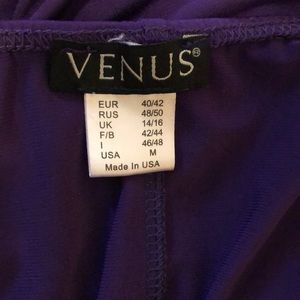 VENUS®
EUR 40/42
RUS 48/50
UK 14/16
F/B 42/44
I 46/48
USA M
Made In USA